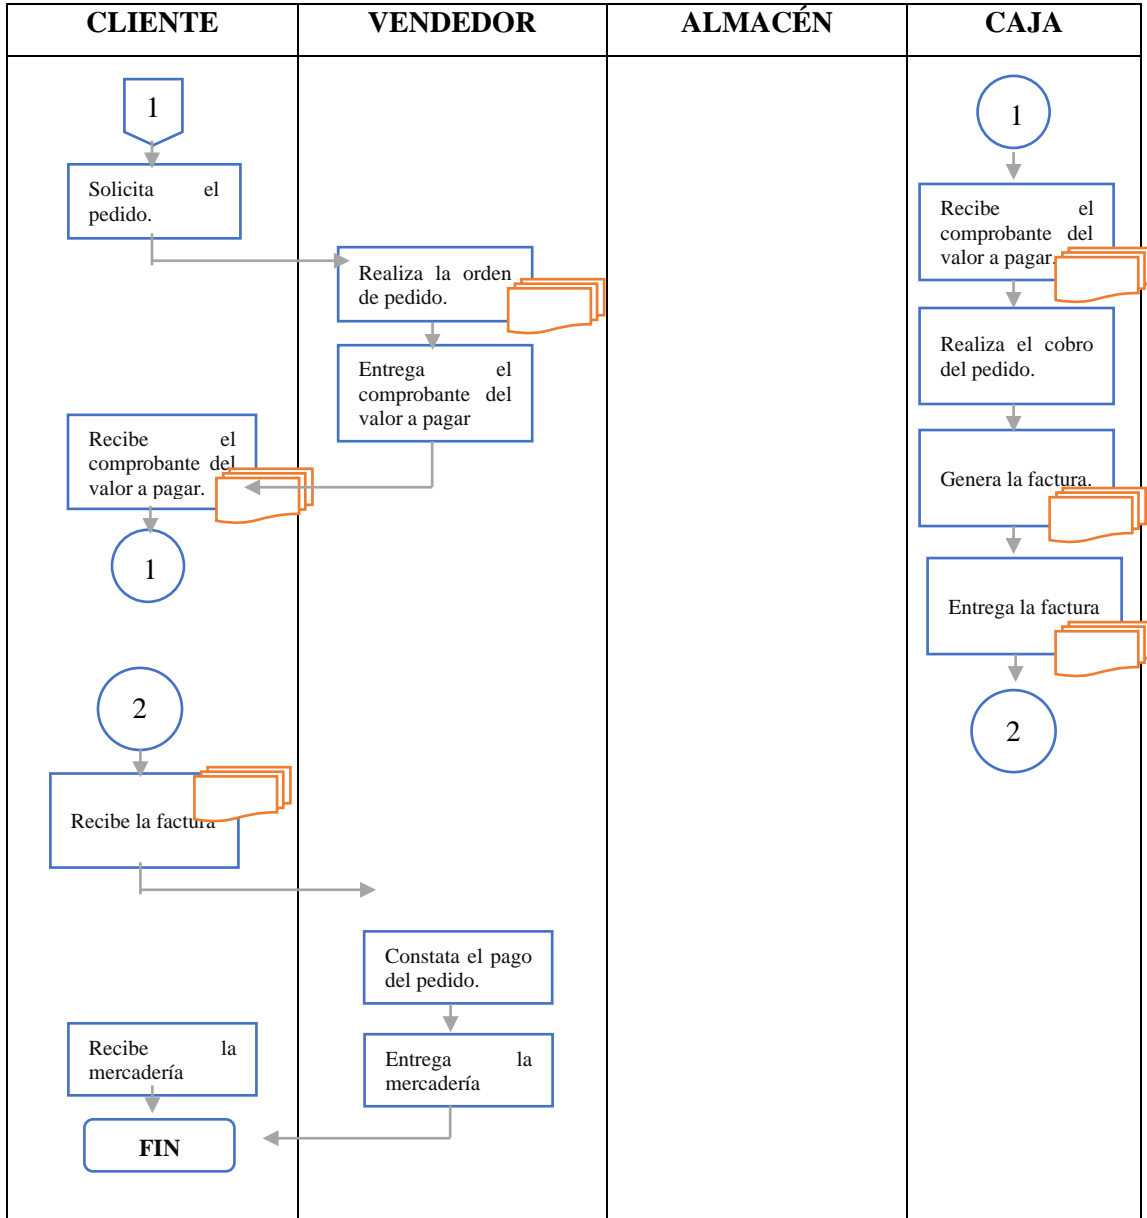 CLIENTE
VENDEDOR
ALMACÉN
CAJA
1
Solicita el
pedido.
Realiza la orden
de pedido.
Entrega el
comprobante del
valor a pagar
Recibe el
comprobante del
valor a pagar.
1
2
Recibe la factura
Constata el pago
del pedido.
Entrega la
mercadería
Recibe la
mercadería
FIN
1
Recibe el
comprobante del
valor a pagar.
Realiza el cobro
del pedido.
Genera la factura.
Entrega la factura
2